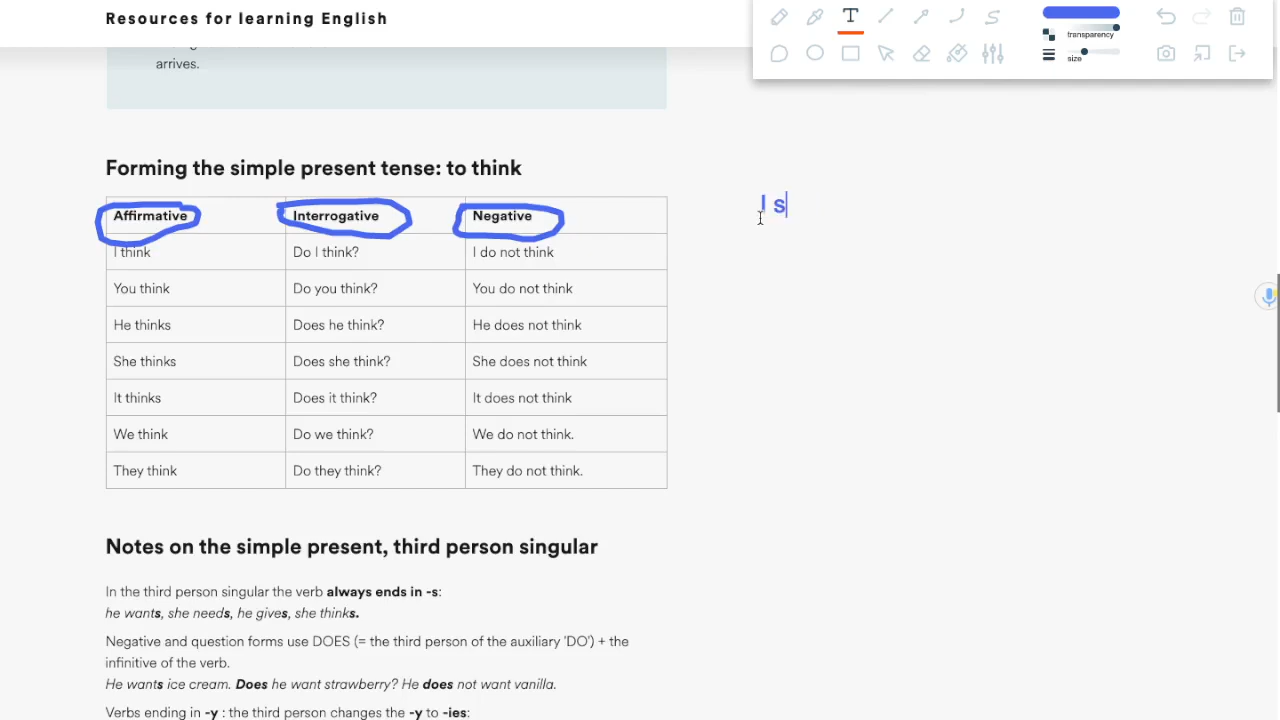 Resources for learning English
transparency
size
arrives.
Forming the simple present tense: to think
I s
Affirmative Interrogative Negative
I think Do I think? I do not think
You think Do you think? You do not think
He thinks Does he think? He does not think
She thinks Does she think? She does not think
It thinks Does it think? It does not think
We think Do we think? We do not think.
They think Do they think? They do not think.
Notes on the simple present, third person singular
In the third person singular the verb always ends in -s:
he wants, she needs, he gives, she thinks.
Negative and question forms use DOES (= the third person of the auxiliary 'DO') + the
infinitive of the verb.
He wants ice cream. Does he want strawberry? He does not want vanilla.
Verbs ending in -y : the third person changes the -y to -ies: